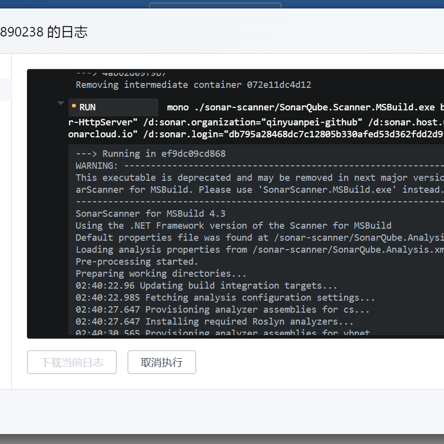 890238 的日志
Removing intermediate container 072e11dc4d12
RUN mono ./sonar-scanner/SonarQube.Scanner.MSBuild.exe b
r-HttpServer" /d:sonar.organization="qinyuanpei-github" /d:sonar.host.
onarcloud.io" /d:sonar.login="db795a28468dc7c12805b330afed53d362fdd2d9
---> Running in ef9dc09cd868
WARNING: ------------------------------------------------------
This executable is deprecated and may be removed in next major versio
arScanner for MSBuild. Please use 'SonarScanner.MSBuild.exe' instead.
------------------------------------------------------------------
SonarScanner for MSBuild 4.3
Using the .NET Framework version of the Scanner for MSBuild
Default properties file was found at /sonar-scanner/SonarQube.Analysi
Loading analysis properties from /sonar-scanner/SonarQube.Analysis.xm
Pre-processing started.
Preparing working directories...
02:40:22.96 Updating build integration targets...
02:40:22.985 Fetching analysis configuration settings...
02:40:27.647 Provisioning analyzer assemblies for cs...
02:40:27.647 Installing required Roslyn analyzers...
02:40:30.565 Provisioning analyzer assemblies for vbnet
下载当前日志
取消执行